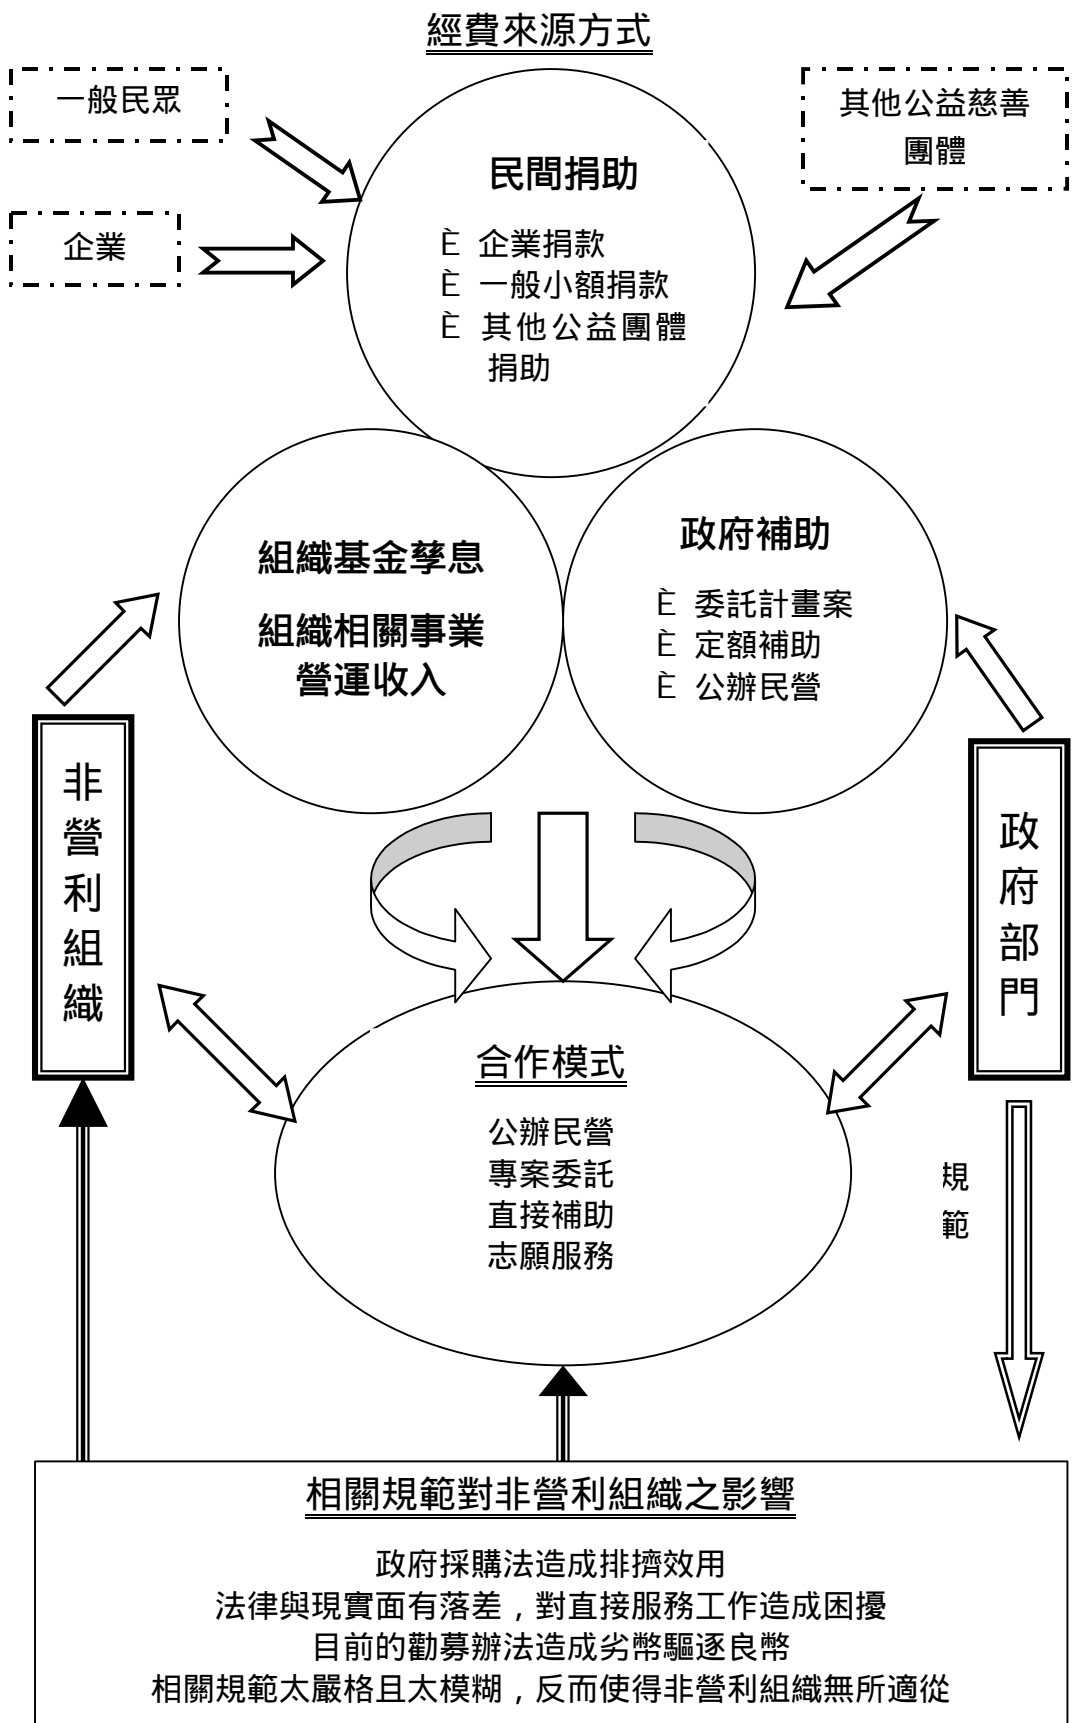 經費來源方式
一般民眾
其他公益慈善
團體
企業
民間捐助
È 企業捐款
È 一般小額捐款
È 其他公益團體
捐助
組織基金孳息
組織相關事業
營運收入
政府補助
È 委託計畫案
È 定額補助
È 公辦民營
非營利組織
政府部門
合作模式
公辦民營
專案委託
直接補助
志願服務
規
範
相關規範對非營利組織之影響
政府採購法造成排擠效用
法律與現實面有落差，對直接服務工作造成困擾
目前的勸募辦法造成劣幣驅逐良幣
相關規範太嚴格且太模糊，反而使得非營利組織無所適從